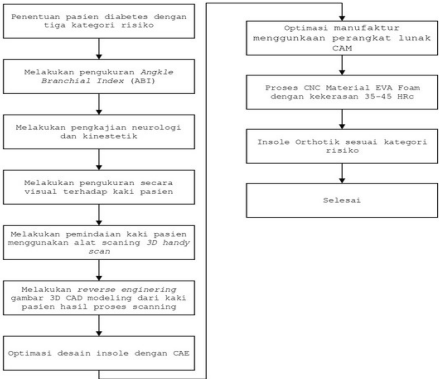 Penentuan pasien diabetes dengan
tiga kategori risiko
Melakukan pengukuran Angkle
Branchial Index (ABI)
Melakukan pengkajian neurologi
dan kinestetik
Melakukan pengukuran secara
visual terhadap kaki pasien
Melakukan pemindaian kaki pasien
menggunakan alat scaning 3D handy
scan
Melakukan reverse enginering
gambar 3D CAD modeling dari kaki
pasien hasil proses scanning
Optimasi desain insole dengan CAE
Optimasi manufaktur
menggunkaan perangkat lunak
CAM
Proses CNC Material EVA Foam
dengan kekerasan 35-45 HRc
Insole Orthotik sesuai kategori
risiko
Selesai